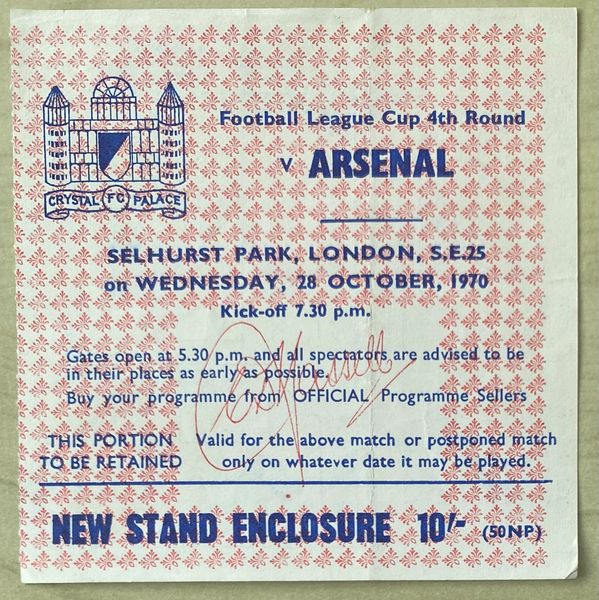 CRYSTAL FC PALACE
Football League Cup 4th Round
v ARSENAL
SELHURST PARK, LONDON, S.E.25
on WEDNESDAY, 28 OCTOBER, 1970
Kick-off 7.30 p.m.
Gates open at 5.30 p.m. and all spectators are advised to be
in their places as early as possible.
Buy your programme from OFFICIAL Programme Sellers
THIS PORTION
TO BE RETAINED
Valid for the above match or postponed match
only on whatever date it may be played.
NEW STAND ENCLOSURE 10/- (50NP)